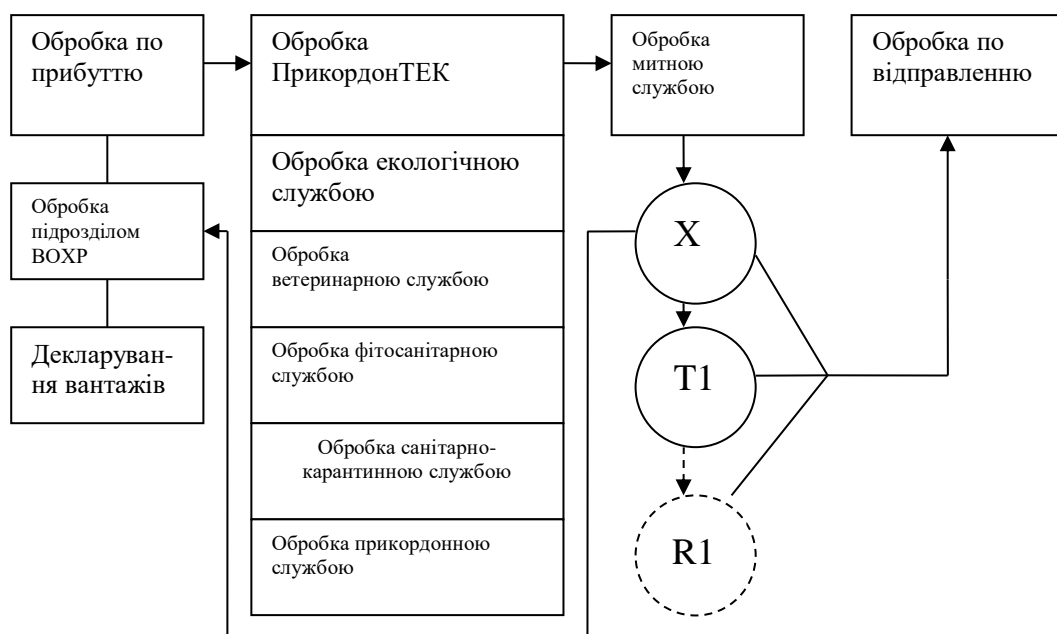 Обробка по
прибуттю
Обробка
ПрикордонТЕК
Обробка
митною
службою
Обробка по
відправленню
Обробка екологічною
службою
Обробка
підрозділом
ВОХР
X
Обробка
ветеринарною службою
Декларуван-
ня вантажів
Обробка фітосанітарною
службою
Т1
Обробка санітарно-
карантинною службою
R1
Обробка прикордонною
службою